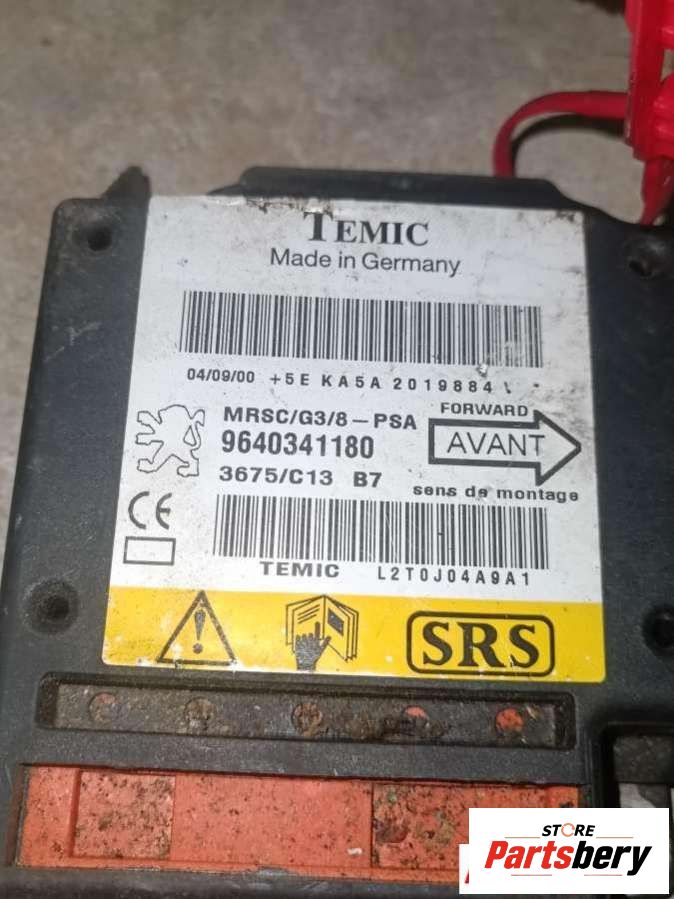 TEMIC
Made in Germany
04/09/00 +5E KA5A 2019884
MRSC/G3/8-PSA
FORWARD
9640341180
AVANT
3675/C13 B7
sens de montage
CE
TEMIC L2T0J04A9A1
SRS
STORE
Partsbery